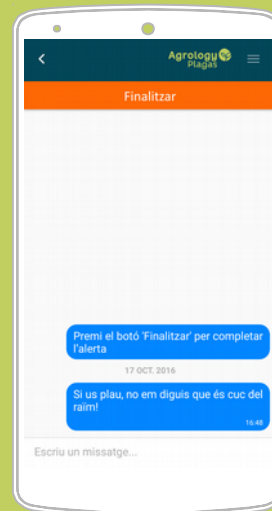 Agrology
Plagas
Finalitzar
Premi el botó 'Finalitzar' per completar
l'alerta
17 OCT. 2016
Si us plau, no em diguis que és cuc del
raïm!
16:48
Escriu un missatge...